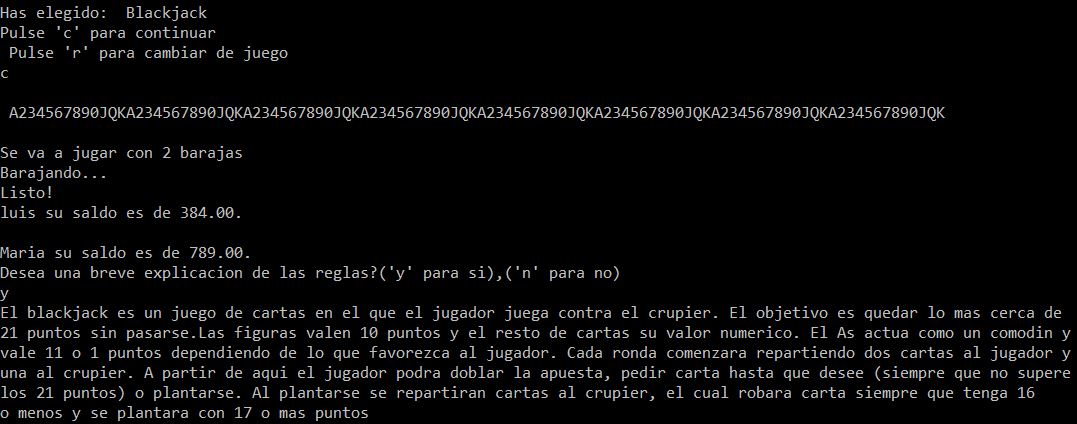 Has elegido:  Blackjack
Pulse 'c' para continuar
 Pulse 'r' para cambiar de juego
c
 A234567890JQKA234567890JQKA234567890JQKA234567890JQKA234567890JQKA234567890JQKA234567890JQKA234567890JQK
Se va a jugar con 2 barajas
Barajando...
Listo!
luis su saldo es de 384.00.
Maria su saldo es de 789.00.
Desea una breve explicacion de las reglas?('y' para si),('n' para no)
y
El blackjack es un juego de cartas en el que el jugador juega contra el crupier. El objetivo es quedar lo mas cerca de
21 puntos sin pasarse.Las figuras valen 10 puntos y el resto de cartas su valor numerico. El As actua como un comodin y
vale 11 o 1 puntos dependiendo de lo que favorezca al jugador. Cada ronda comenzara repartiendo dos cartas al jugador y
una al crupier. A partir de aqui el jugador podra doblar la apuesta, pedir carta hasta que desee (siempre que no supere
los 21 puntos) o plantarse. Al plantarse se repartiran cartas al crupier, el cual robara carta siempre que tenga 16
o menos y se plantara con 17 o mas puntos